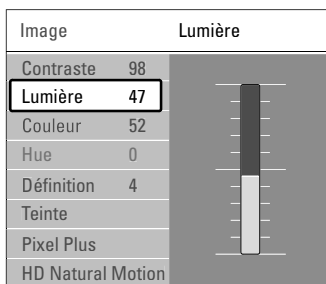 Image Lumière
Contraste 98
Lumière 47
Couleur 52
Hue 0
Définition 4
Teinte
Pixel Plus
HD Natural Motion